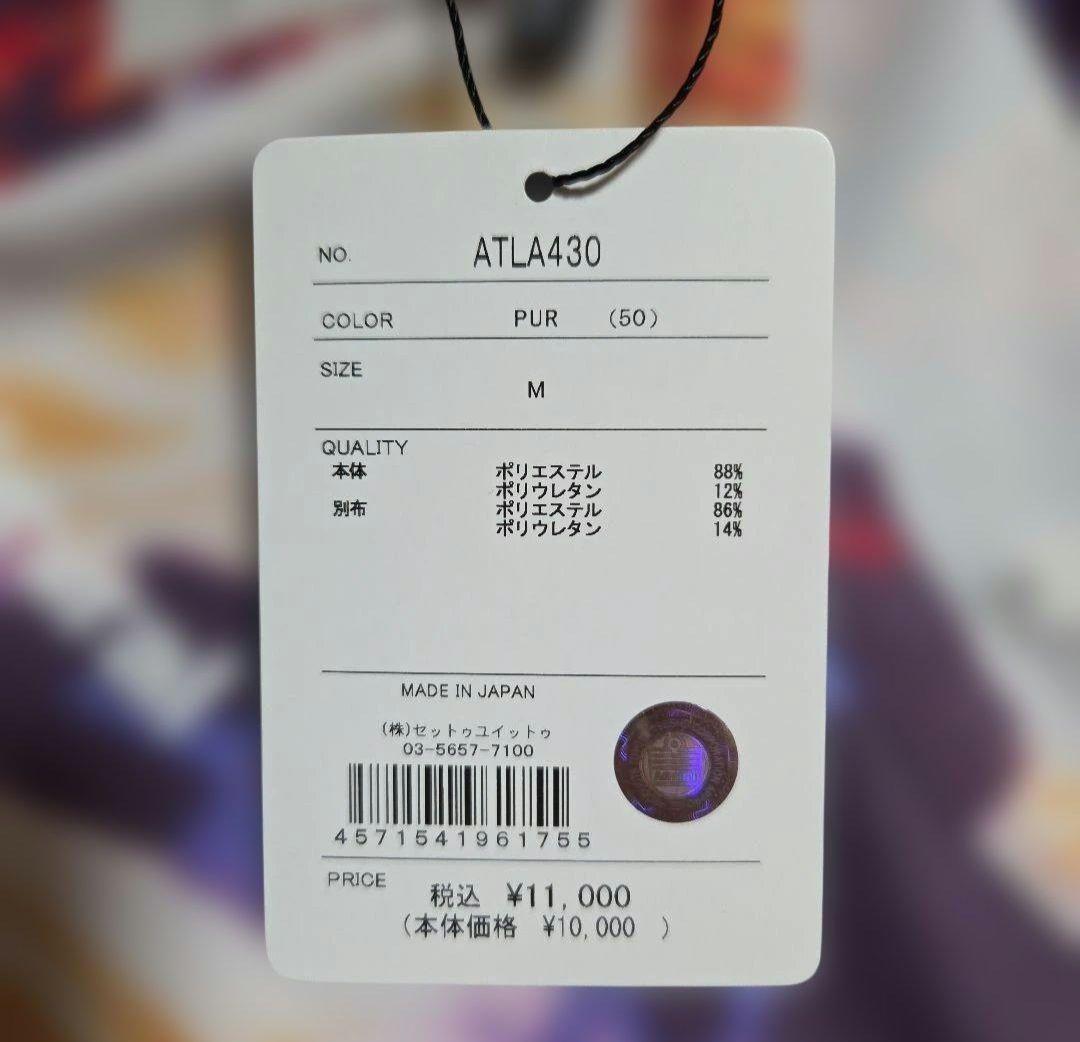 NO. ATLA430
COLOR PUR (50)
SIZE
M
QUALITY
本体 ポリエステル 88%
ポリウレタン 12%
別布 ポリエステル 86%
ポリウレタン 14%
MADE IN JAPAN
(株)セットゥユイットゥ
03-5657-7100
4571541961755
PRICE 税込 ¥11,000
(本体価格 ¥10,000 )